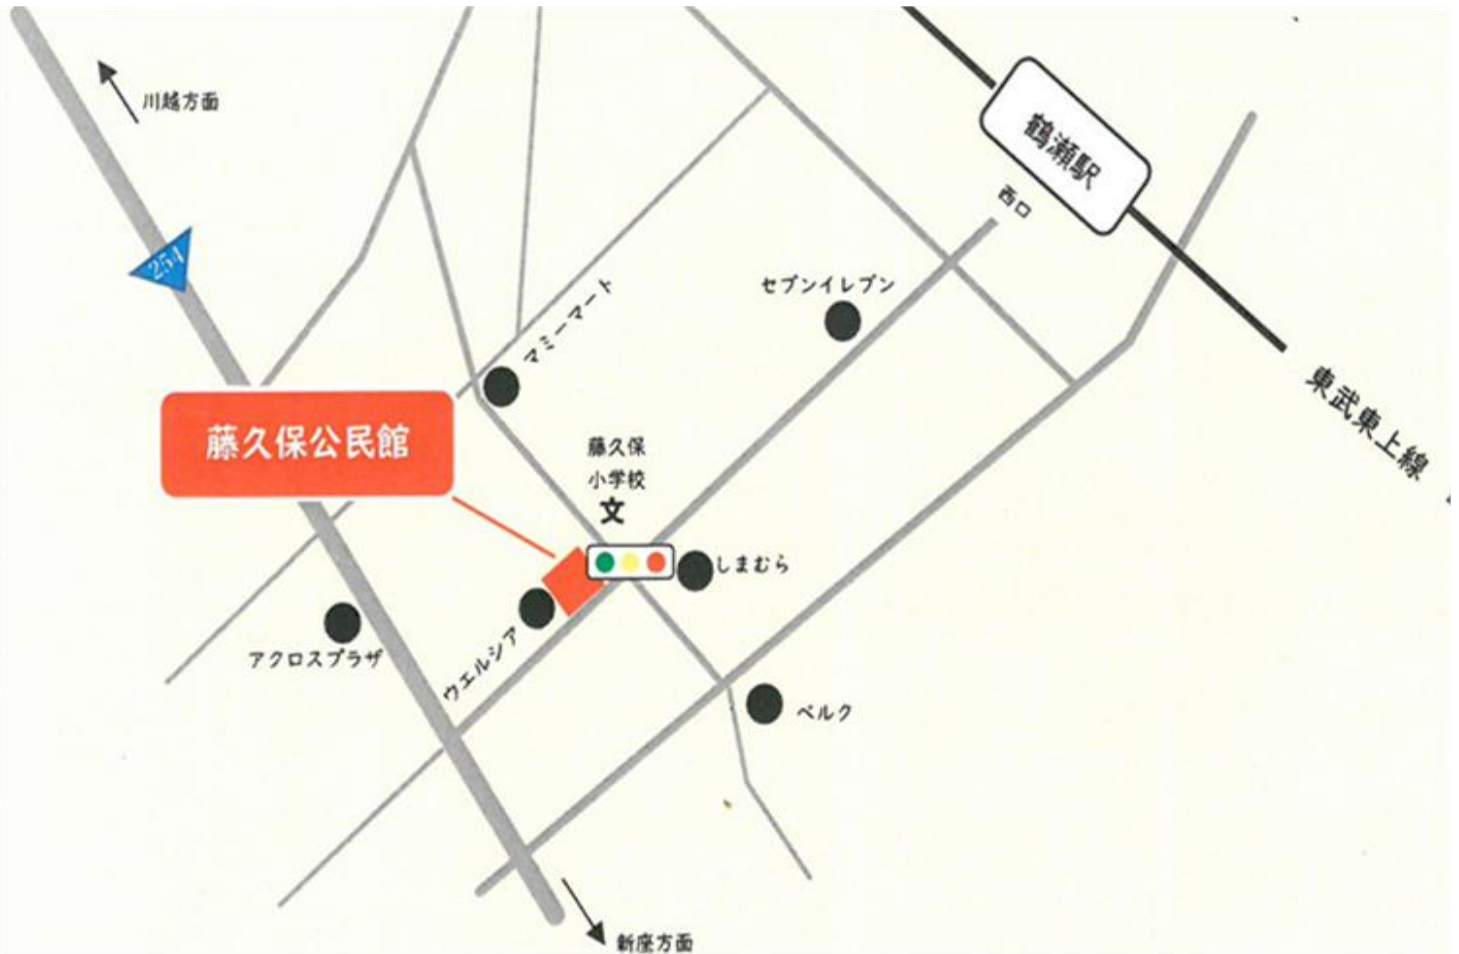 川越方面
鶴瀬駅
西口
254
セブンイレブン
マミーマート
東武東上線
藤久保公民館
藤久保
小学校
文
しまむら
ウエルシア
アクロスプラザ
ベルク
新座方面